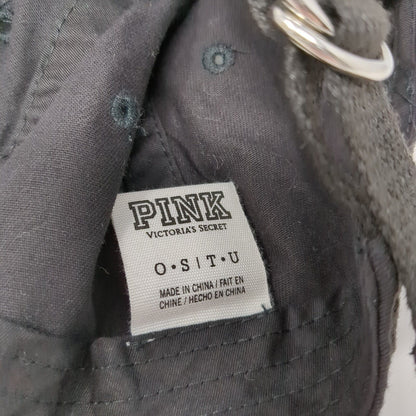 PINK
VICTORIA'S SECRET
O•S|T•U
MADE IN CHINA / FAIT EN
CHINE / HECHO EN CHINA